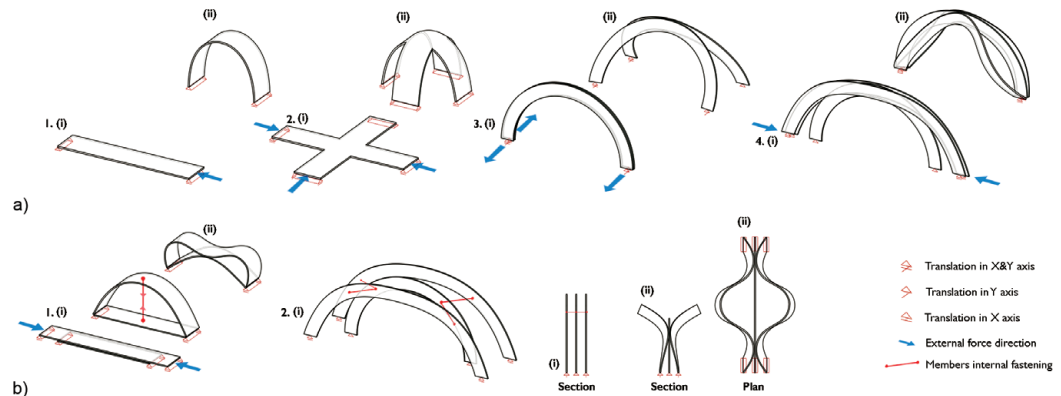 (ii)
(ii)
(ii)
(ii)
1. (i)
2. (i)
3. (i)
4. (i)
a)
(ii)
1. (i)
2. (i)
(i)
Section
(ii)
Section
(ii)
Plan
Translation in X&Y axis
Translation in Y axis
Translation in X axis
External force direction
Members internal fastening
b)